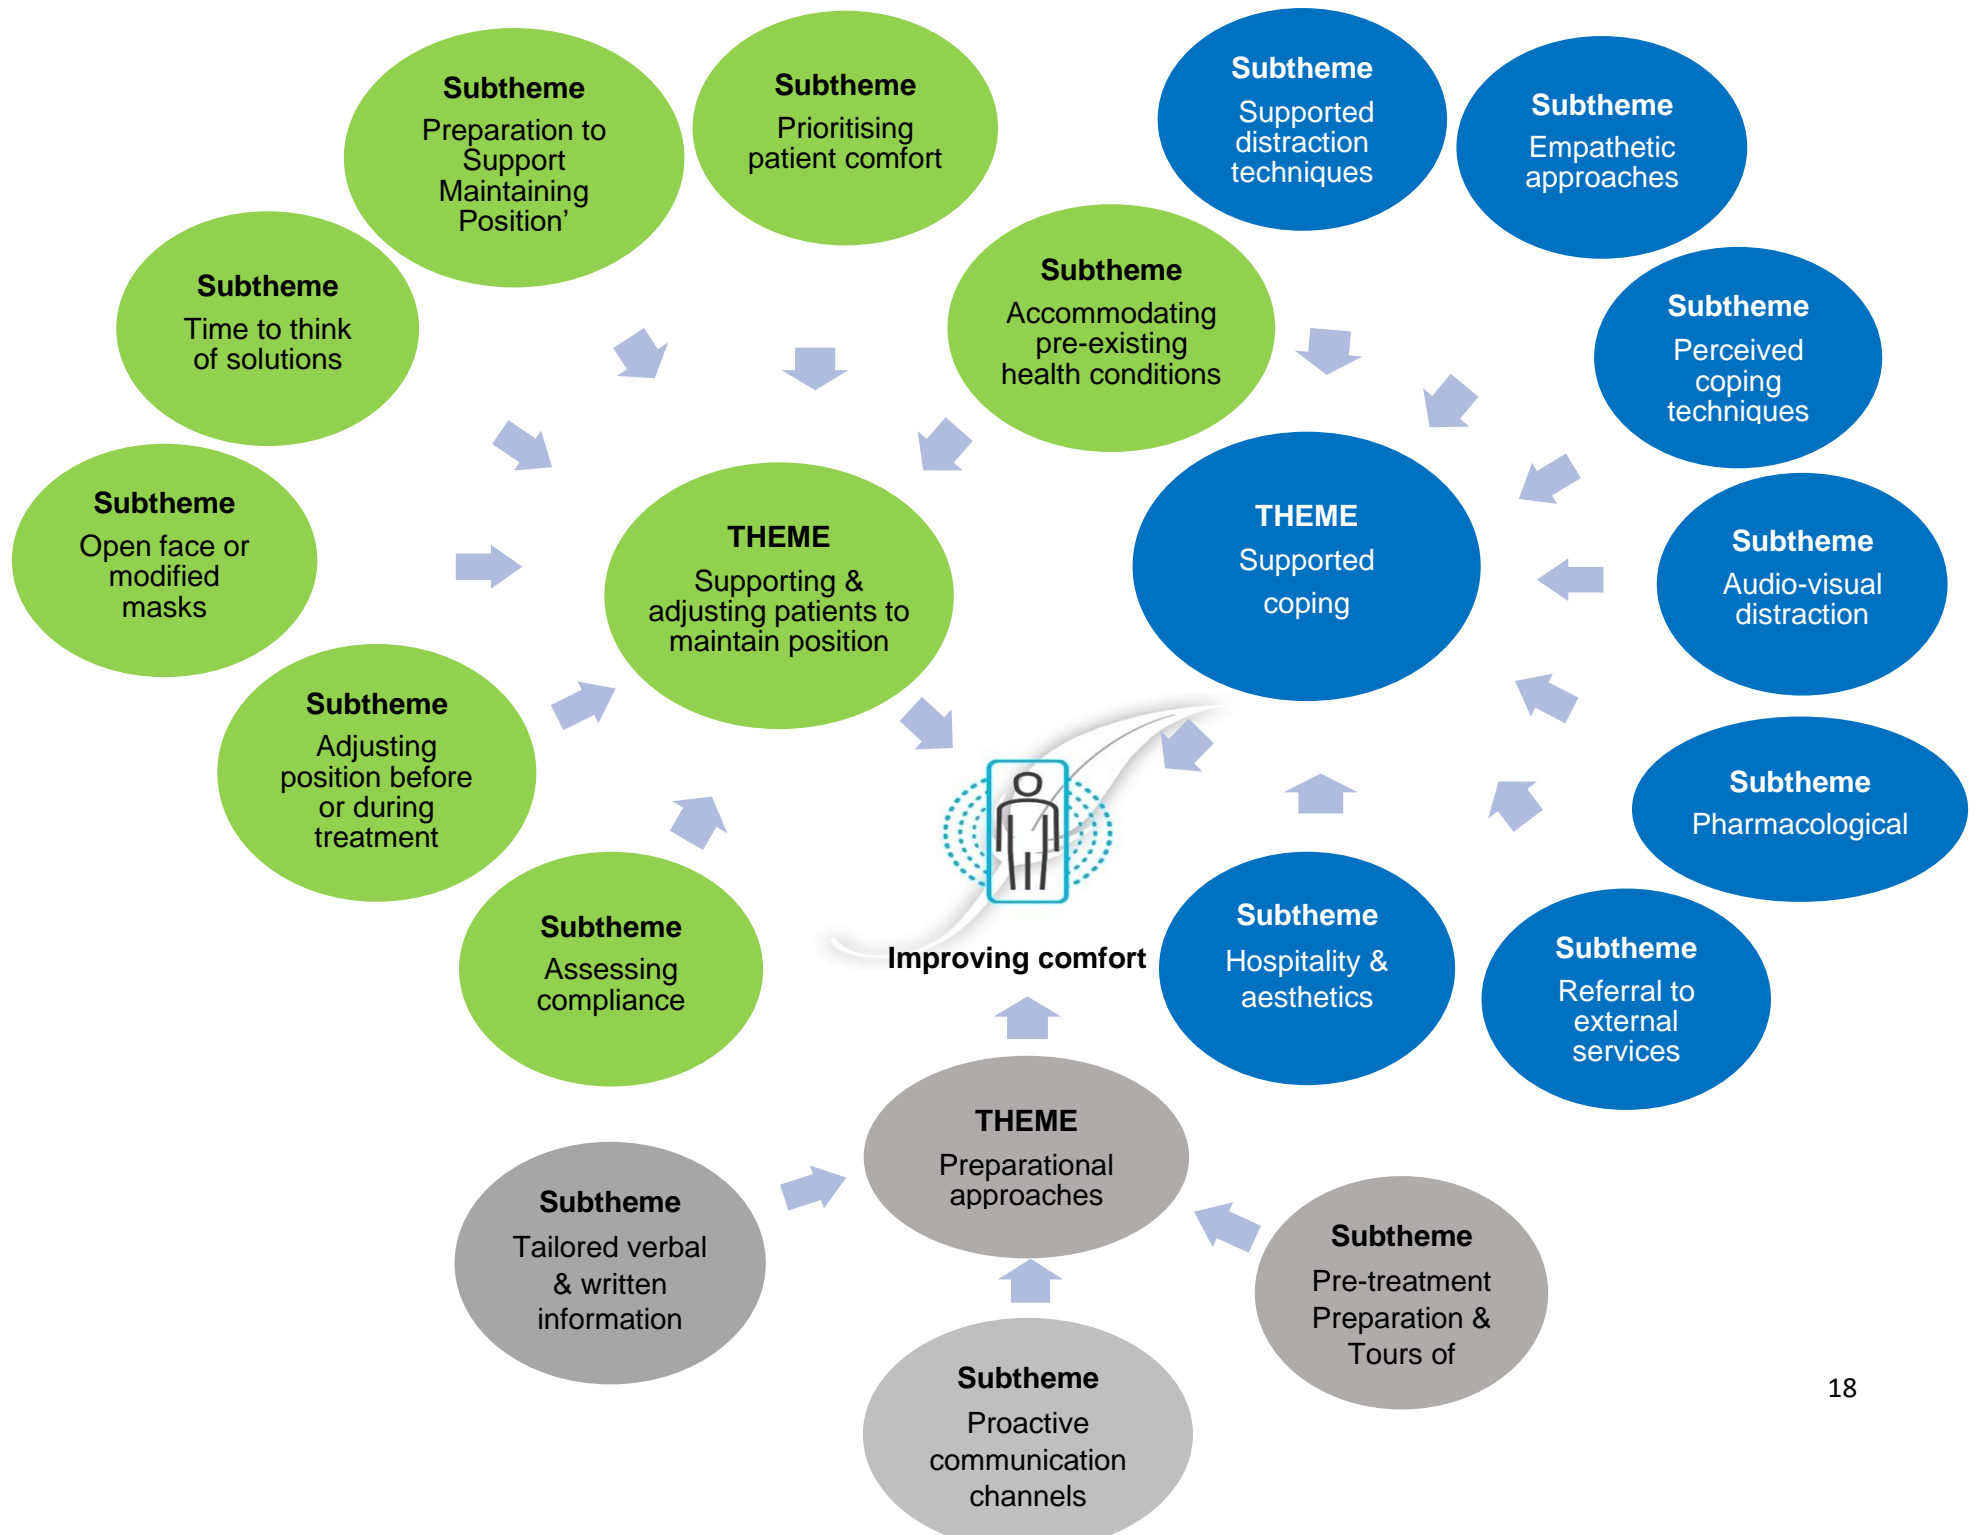 Subtheme
Preparation to
Support
Maintaining
Position’
Subtheme
Prioritising
patient comfort
Subtheme
Supported
distraction
techniques
Subtheme
Empathetic
approaches
Subtheme
Time to think
of solutions
Subtheme
Accommodating
pre-existing
health conditions
Subtheme
Perceived
coping
techniques
Subtheme
Open face or
modified
masks
THEME
Supporting &
adjusting patients to
maintain position
THEME
Supported
coping
Subtheme
Audio-visual
distraction
Subtheme
Adjusting
position before
or during
treatment
Subtheme
Pharmacological
Subtheme
Assessing
compliance
Improving comfort
Subtheme
Hospitality &
aesthetics
Subtheme
Referral to
external
services
THEME
Preparational
approaches
Subtheme
Tailored verbal
& written
information
Subtheme
Pre-treatment
Preparation &
Tours of
Subtheme
Proactive
communication
channels
18